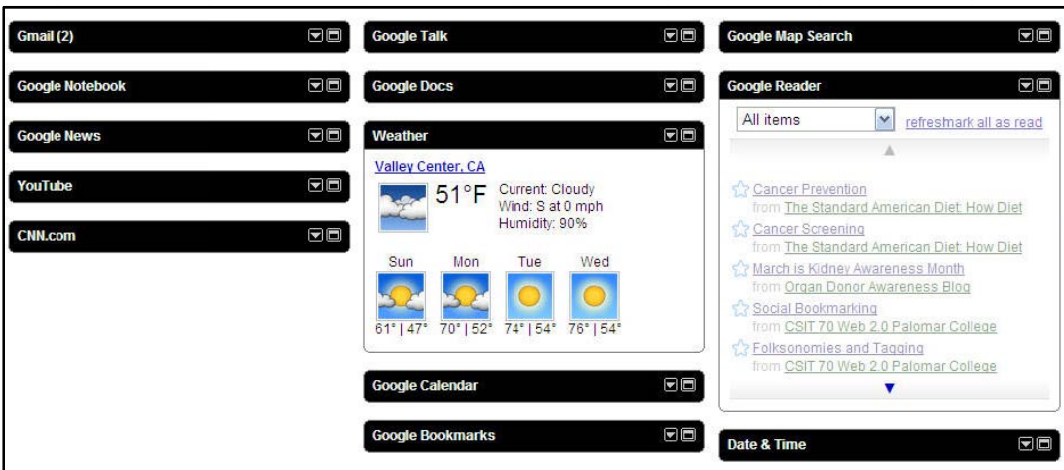 Gmail (2)
Google Notebook
Google News
YouTube
CNN.com
Google Talk
Google Docs
Weather
Valley Center, CA
51°F
Current: Cloudy
Wind: S at 0 mph
Humidity: 90%
Sun Mon Tue Wed
61° | 47° 70° | 52° 74° | 54° 76° | 54°
Google Calendar
Google Bookmarks
Google Map Search
Google Reader
All items refreshmark all as read
Cancer Prevention
from The Standard American Diet: How Diet
Cancer Screening
from The Standard American Diet: How Diet
March is Kidney Awareness Month
from Organ Donor Awareness Blog
Social Bookmarking
from CSIT 70 Web 2.0 Palomar College
Folksonomies and Tagging
from CSIT 70 Web 2.0 Palomar College
Date & Time